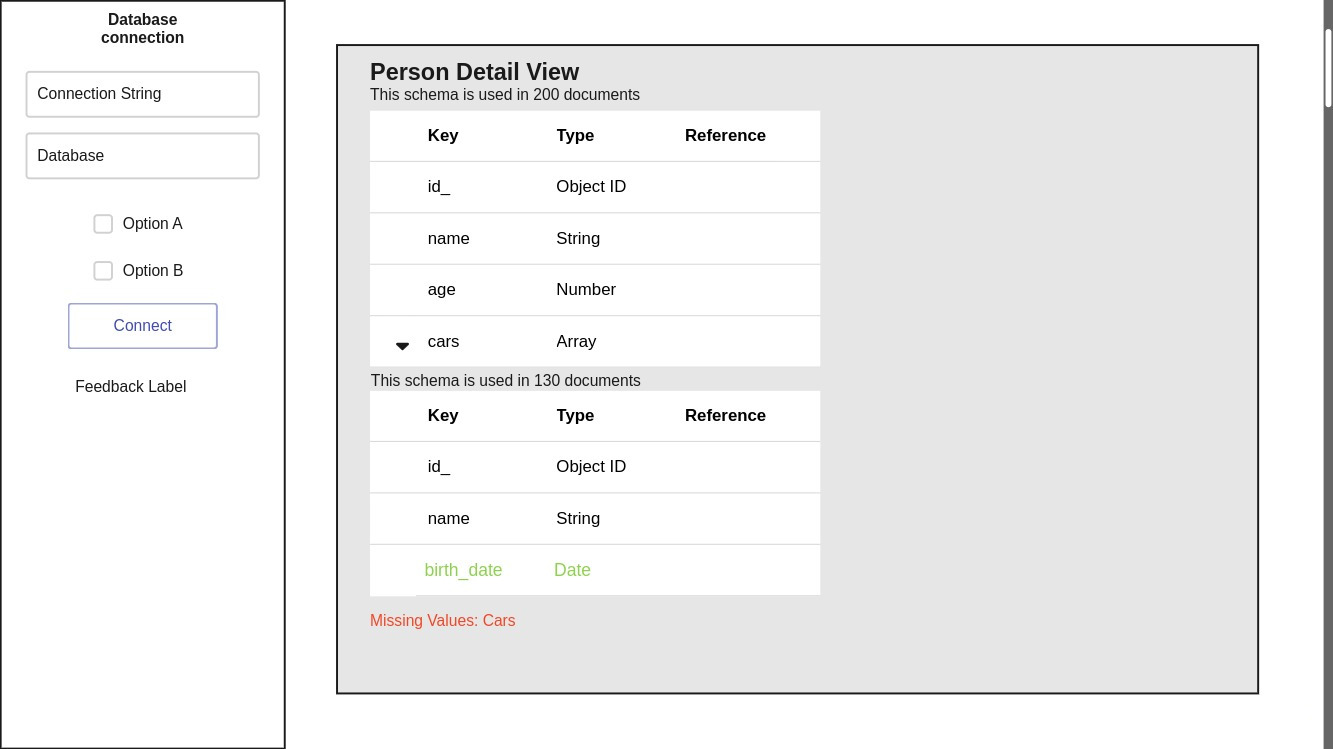 Database
connection
Connection String
Database
Option A
Option B
Connect
Feedback Label
Person Detail View
This schema is used in 200 documents
Key Type Reference
id_ Object ID
name String
age Number
cars Array
This schema is used in 130 documents
Key Type Reference
id_ Object ID
name String
birth_date Date
Missing Values: Cars